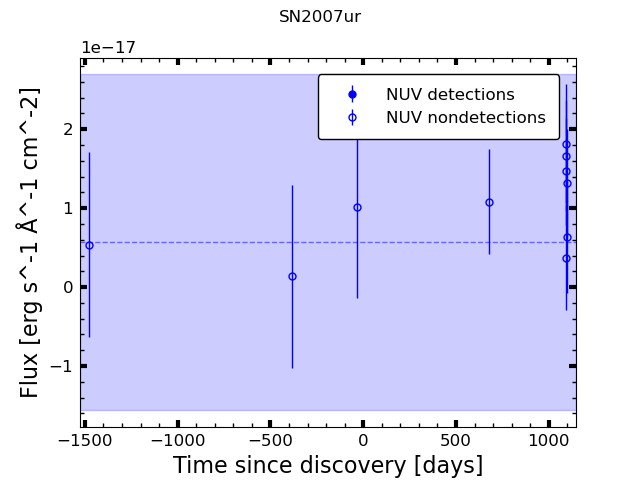 SN2007ur
1e−17
NUV detections
NUV nondetections
2
1
0
−1
Flux [erg s^-1 Å^-1 cm^-2]
−1500 −1000 −500 0 500 1000
Time since discovery [days]